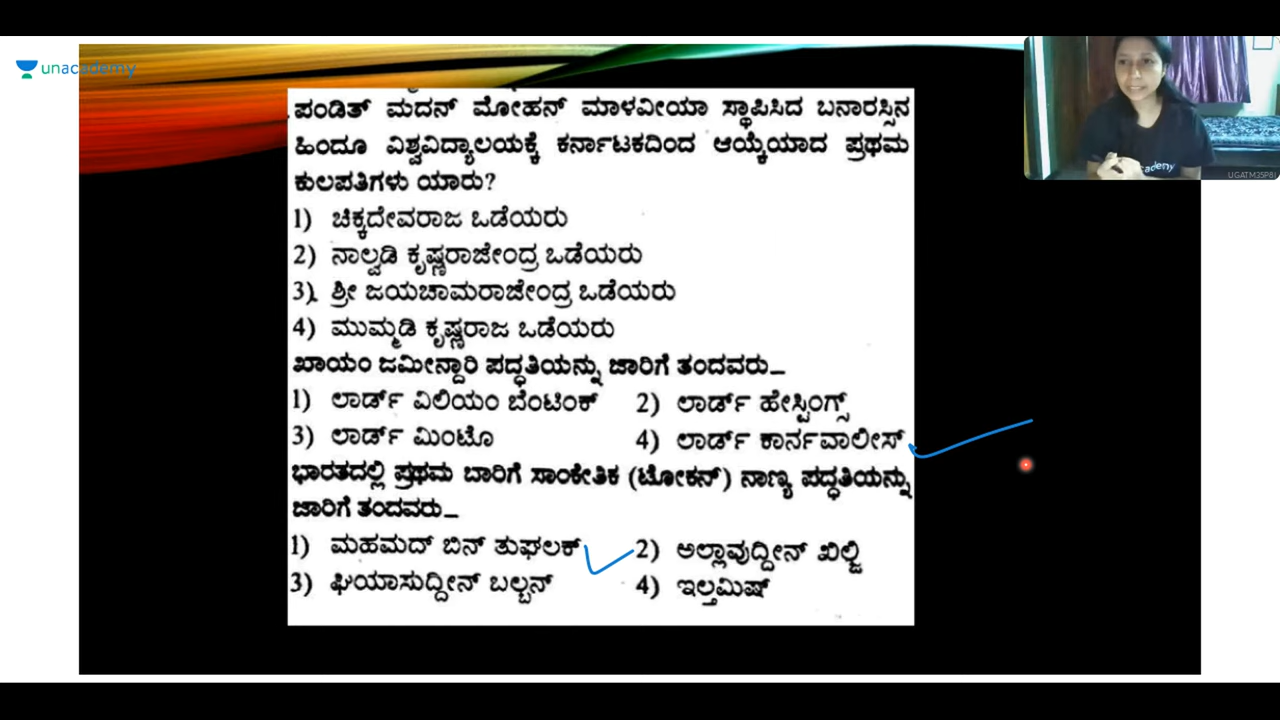 unacademy
ಪಂಡಿತ್ ಮದನ್ ಮೋಹನ್ ಮಾಳವೀಯಾ ಸ್ಥಾಪಿಸಿದ ಬನಾರಸ್ಸಿನ
ಹಿಂದೂ ವಿಶ್ವವಿದ್ಯಾಲಯಕ್ಕೆ ಕರ್ನಾಟಕದಿಂದ ಆಯ್ಕೆಯಾದ ಪ್ರಥಮ
ಕುಲಪತಿಗಳು ಯಾರು?
1) ಚಿಕ್ಕದೇವರಾಜ ಒಡೆಯರು
2) ನಾಲ್ವಡಿ ಕೃಷ್ಣರಾಜೇಂದ್ರ ಒಡೆಯರು
3) ಶ್ರೀ ಜಯಚಾಮರಾಜೇಂದ್ರ ಒಡೆಯರು
4) ಮುಮ್ಮಡಿ ಕೃಷ್ಣರಾಜ ಒಡೆಯರು
ಖಾಯಂ ಜಮೀನ್ದಾರಿ ಪದ್ಧತಿಯನ್ನು ಜಾರಿಗೆ ತಂದವರು_
1) ಲಾರ್ಡ್ ವಿಲಿಯಂ ಬೆಂಟಿಂಕ್ 2) ಲಾರ್ಡ್ ಹೇಸ್ಟಿಂಗ್ಸ್
3) ಲಾರ್ಡ್ ಮಿಂಟೊ 4) ಲಾರ್ಡ್ ಕಾರ್ನವಾಲೀಸ್
ಭಾರತದಲ್ಲಿ ಪ್ರಥಮ ಬಾರಿಗೆ ಸಾಂಕೇತಿಕ (ಟೋಕನ್) ನಾಣ್ಯ ಪದ್ಧತಿಯನ್ನು
ಜಾರಿಗೆ ತಂದವರು_
1) ಮಹಮದ್ ಬಿನ್ ತುಘಲಕ್ 2) ಅಲ್ಲಾವುದ್ದೀನ್ ಖಿಲ್ಜಿ
3) ಘಿಯಾಸುದ್ದೀನ್ ಬಲ್ಬನ್ 4) ಇಲ್ತಮಿಷ್
UGATM35P8I